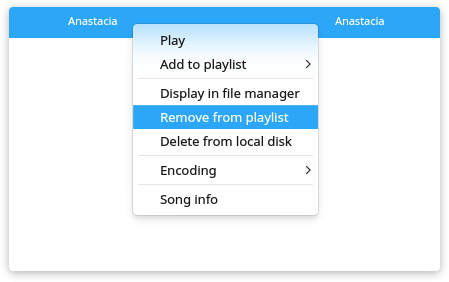 Anastacia Anastacia
Play
Add to playlist
Display in file manager
Remove from playlist
Delete from local disk
Encoding
Song info